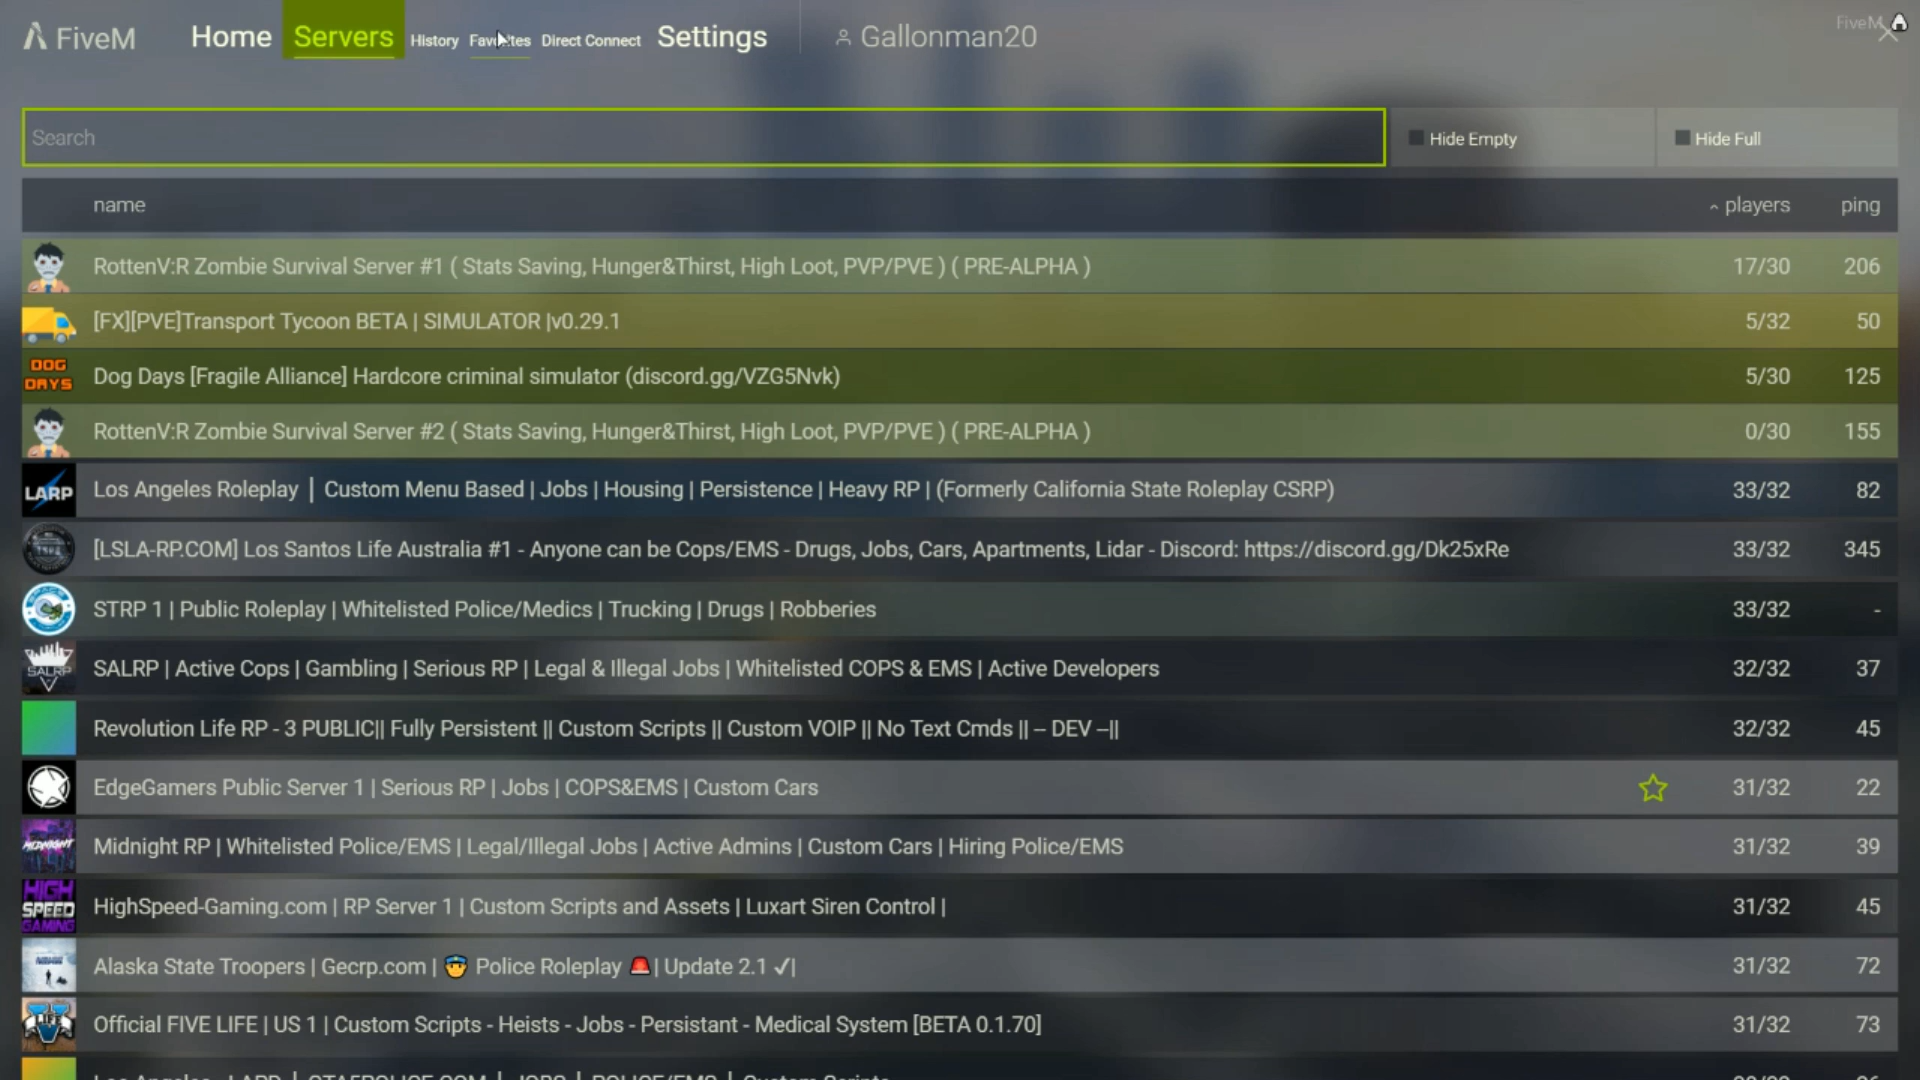 FiveM Home Servers History Favorites Direct Connect Settings Gallonman20 FiveM
Search Hide Empty Hide Full
name players ping
RottenV:R Zombie Survival Server #1 ( Stats Saving, Hunger&Thirst, High Loot, PVP/PVE ) ( PRE-ALPHA ) 17/30 206
[FX][PVE]Transport Tycoon BETA | SIMULATOR |v0.29.1 5/32 50
DOG DAYS Dog Days [Fragile Alliance] Hardcore criminal simulator (discord.gg/VZG5Nvk) 5/30 125
RottenV:R Zombie Survival Server #2 ( Stats Saving, Hunger&Thirst, High Loot, PVP/PVE ) ( PRE-ALPHA ) 0/30 155
LARP Los Angeles Roleplay | Custom Menu Based | Jobs | Housing | Persistence | Heavy RP | (Formerly California State Roleplay CSRP) 33/32 82
[LSLA-RP.COM] Los Santos Life Australia #1 - Anyone can be Cops/EMS - Drugs, Jobs, Cars, Apartments, Lidar - Discord: https://discord.gg/Dk25xRe 33/32 345
STRP 1 | Public Roleplay | Whitelisted Police/Medics | Trucking | Drugs | Robberies 33/32 -
SALRP SALRP | Active Cops | Gambling | Serious RP | Legal & Illegal Jobs | Whitelisted COPS & EMS | Active Developers 32/32 37
Revolution Life RP - 3 PUBLIC|| Fully Persistent || Custom Scripts || Custom VOIP || No Text Cmds || -- DEV --|| 32/32 45
EdgeGamers Public Server 1 | Serious RP | Jobs | COPS&EMS | Custom Cars 31/32 22
MIDNIGHT Midnight RP | Whitelisted Police/EMS | Legal/Illegal Jobs | Active Admins | Custom Cars | Hiring Police/EMS 31/32 39
HIGH SPEED GAMING HighSpeed-Gaming.com | RP Server 1 | Custom Scripts and Assets | Luxart Siren Control | 31/32 45
Alaska State Troopers | Gecrp.com | 👮 Police Roleplay 🚨 | Update 2.1 ✓| 31/32 72
V LIFE Official FIVE LIFE | US 1 | Custom Scripts - Heists - Jobs - Persistant - Medical System [BETA 0.1.70] 31/32 73